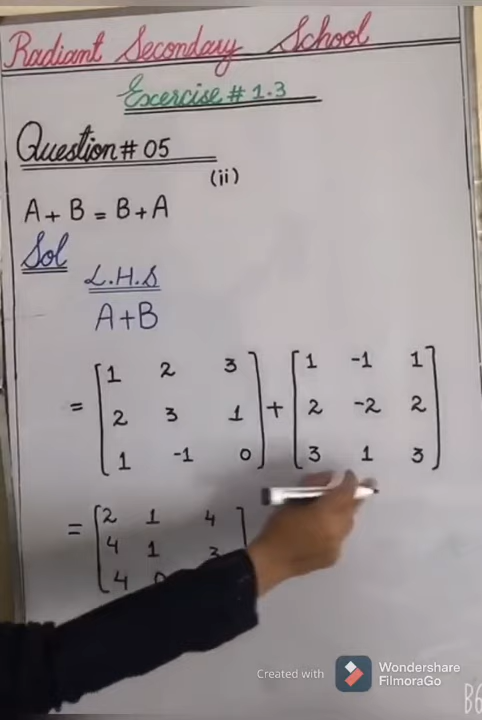 Radiant Secondary School
Excercise # 1.3
Question # 05
(ii)
A + B = B + A
Sol
L.H.S
A+B
= [1 2 3] + [1 -1 1]
[2 3 1] [2 -2 2]
[1 -1 0] [3 1 3]
= [2 1 4]
[4 1 3]
[4 0
Created with Wondershare FilmoraGo